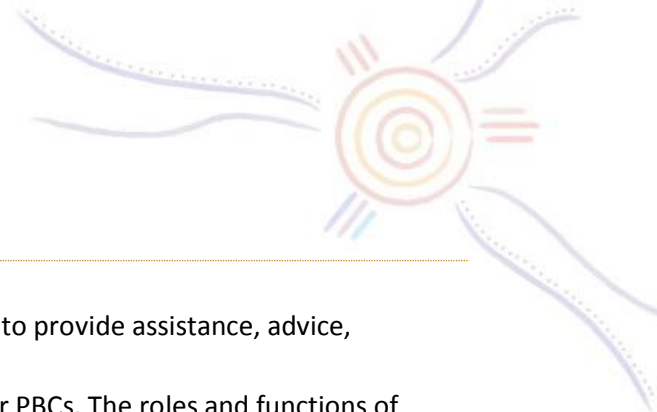 to provide assistance, advice,
r PBCs. The roles and functions of